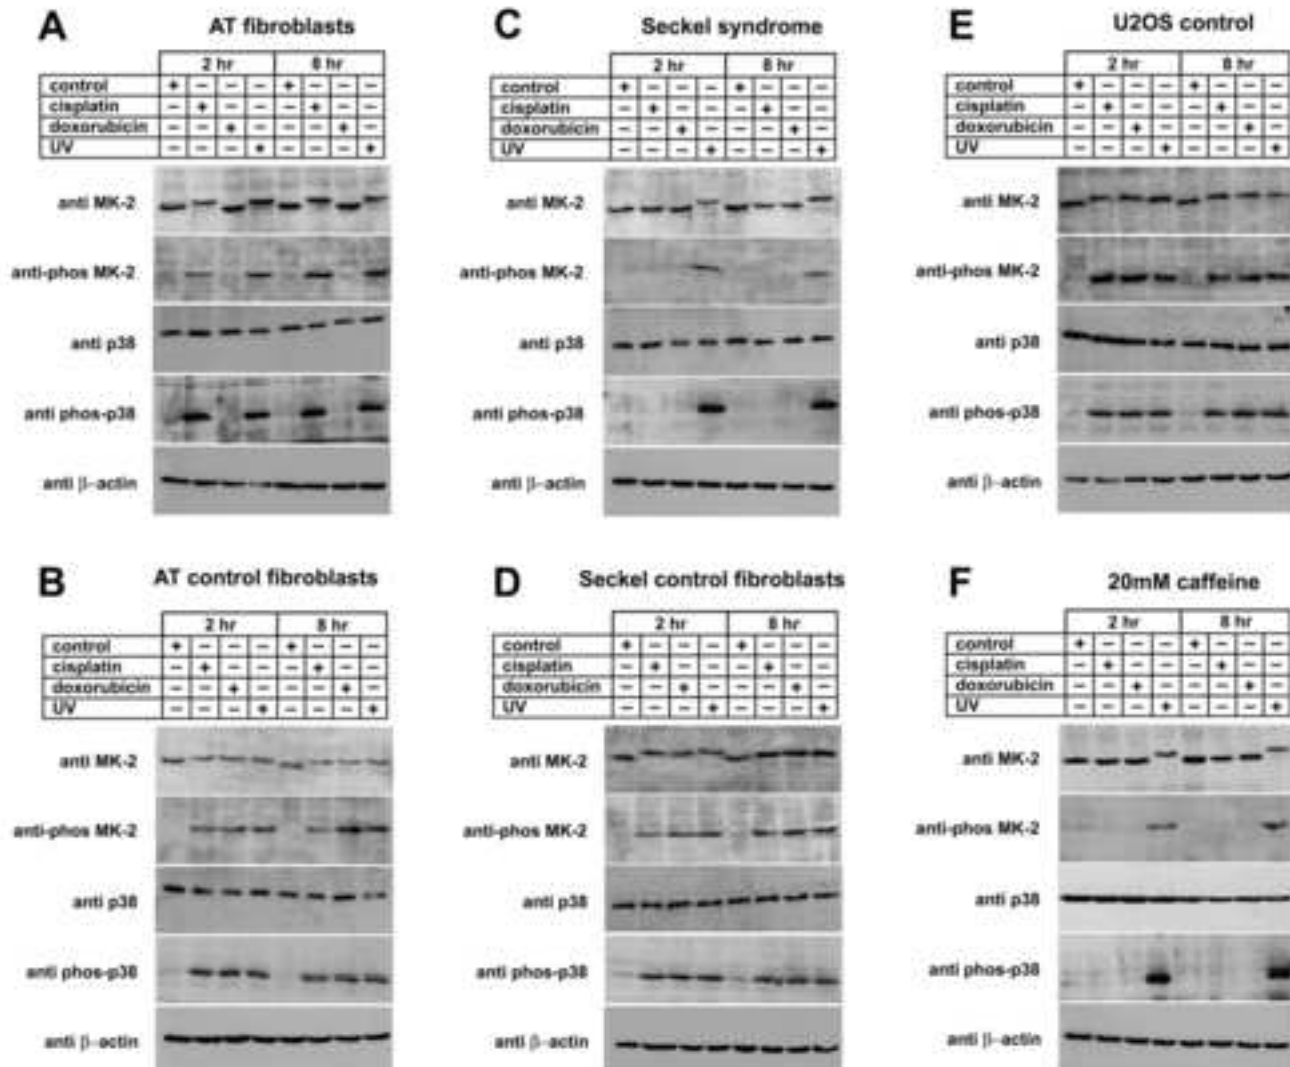 A AT fibroblasts
2 hr 8 hr
control + − − − + − − −
cisplatin − + − − − + − −
doxorubicin − − + − − − + −
UV − − − + − − − +
anti MK-2
anti-phos MK-2
anti p38
anti phos-p38
anti β-actin
B AT control fibroblasts
2 hr 8 hr
control + − − − + − − −
cisplatin − + − − − + − −
doxorubicin − − + − − − + −
UV − − − + − − − +
anti MK-2
anti-phos MK-2
anti p38
anti phos-p38
anti β-actin
C Seckel syndrome
2 hr 8 hr
control + − − − + − − −
cisplatin − + − − − + − −
doxorubicin − − + − − − + −
UV − − − + − − − +
anti MK-2
anti-phos MK-2
anti p38
anti phos-p38
anti β-actin
D Seckel control fibroblasts
2 hr 8 hr
control + − − − + − − −
cisplatin − + − − − + − −
doxorubicin − − + − − − + −
UV − − − + − − − +
anti MK-2
anti-phos MK-2
anti p38
anti phos-p38
anti β-actin
E U2OS control
2 hr 8 hr
control + − − − + − − −
cisplatin − + − − − + − −
doxorubicin − − + − − − + −
UV − − − + − − − +
anti MK-2
anti-phos MK-2
anti p38
anti phos-p38
anti β-actin
F 20mM caffeine
2 hr 8 hr
control + − − − + − − −
cisplatin − + − − − + − −
doxorubicin − − + − − − + −
UV − − − + − − − +
anti MK-2
anti-phos MK-2
anti p38
anti phos-p38
anti β-actin